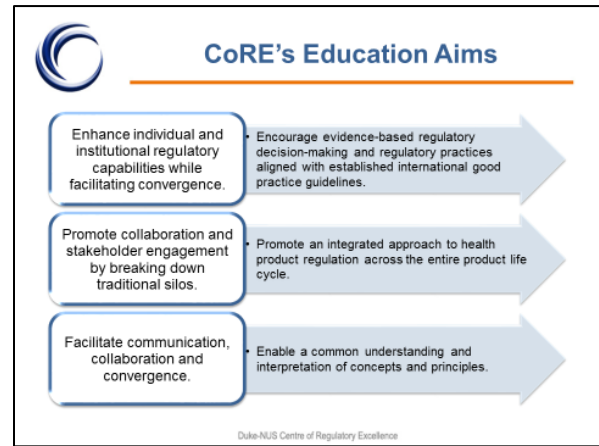 CoRE's Education Aims
Enhance individual and
institutional regulatory
capabilities while
facilitating convergence.
• Encourage evidence-based regulatory
decision-making and regulatory practices
aligned with established international good
practice guidelines.
Promote collaboration and
stakeholder engagement
by breaking down
traditional silos.
• Promote an integrated approach to health
product regulation across the entire product life
cycle.
Facilitate communication,
collaboration and
convergence.
• Enable a common understanding and
interpretation of concepts and principles.
Duke-NUS Centre of Regulatory Excellence